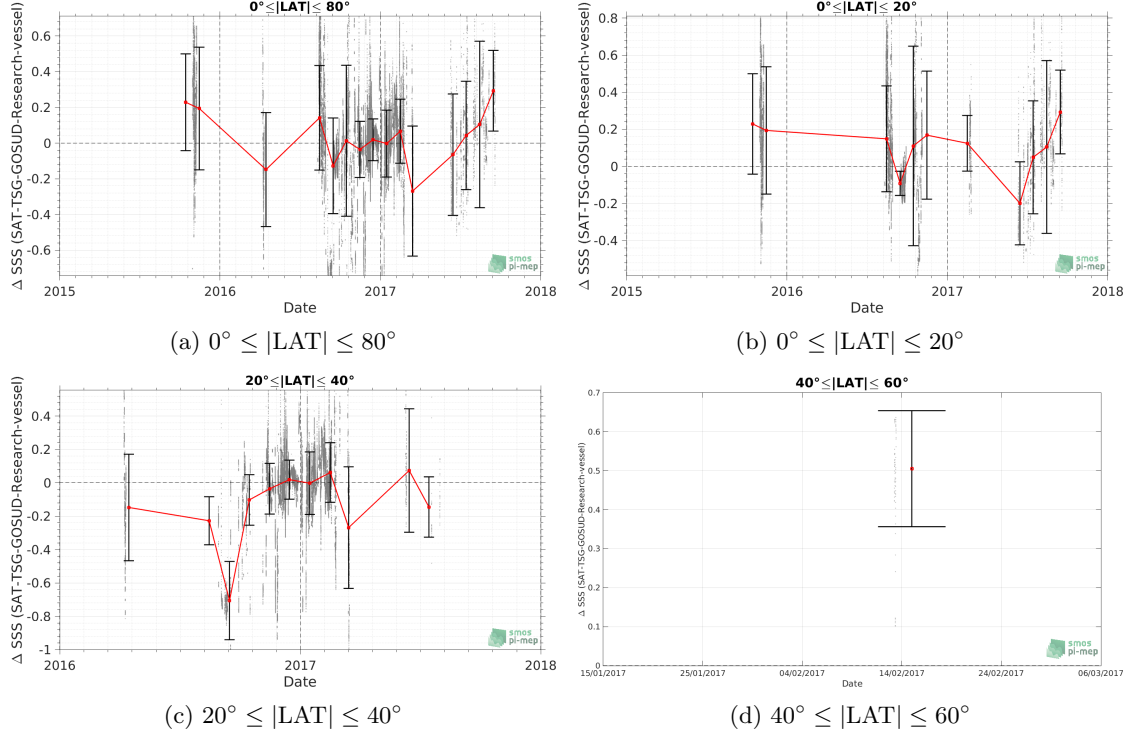 0°≤|LAT|≤ 80°
Δ SSS (SAT-TSG-GOSUD-Research-vessel)
0.6
0.4
0.2
0
-0.2
-0.4
-0.6
2015
2016
2017
2018
Date
smos
pi-mep
(a) 0° ≤ |LAT| ≤ 80°
0°≤|LAT|≤ 20°
Δ SSS (SAT-TSG-GOSUD-Research-vessel)
0.8
0.6
0.4
0.2
0
-0.2
-0.4
2015
2016
2017
2018
Date
smos
pi-mep
(b) 0° ≤ |LAT| ≤ 20°
20°≤|LAT|≤ 40°
Δ SSS (SAT-TSG-GOSUD-Research-vessel)
0.4
0.2
0
-0.2
-0.4
-0.6
-0.8
-1
2016
2017
2018
Date
smos
pi-mep
(c) 20° ≤ |LAT| ≤ 40°
40°≤|LAT|≤ 60°
Δ SSS (SAT-TSG-GOSUD-Research-vessel)
0.7
0.6
0.5
0.4
0.3
0.2
0.1
0
15/01/2017
25/01/2017
04/02/2017
14/02/2017
24/02/2017
06/03/2017
Date
smos
pi-mep
(d) 40° ≤ |LAT| ≤ 60°